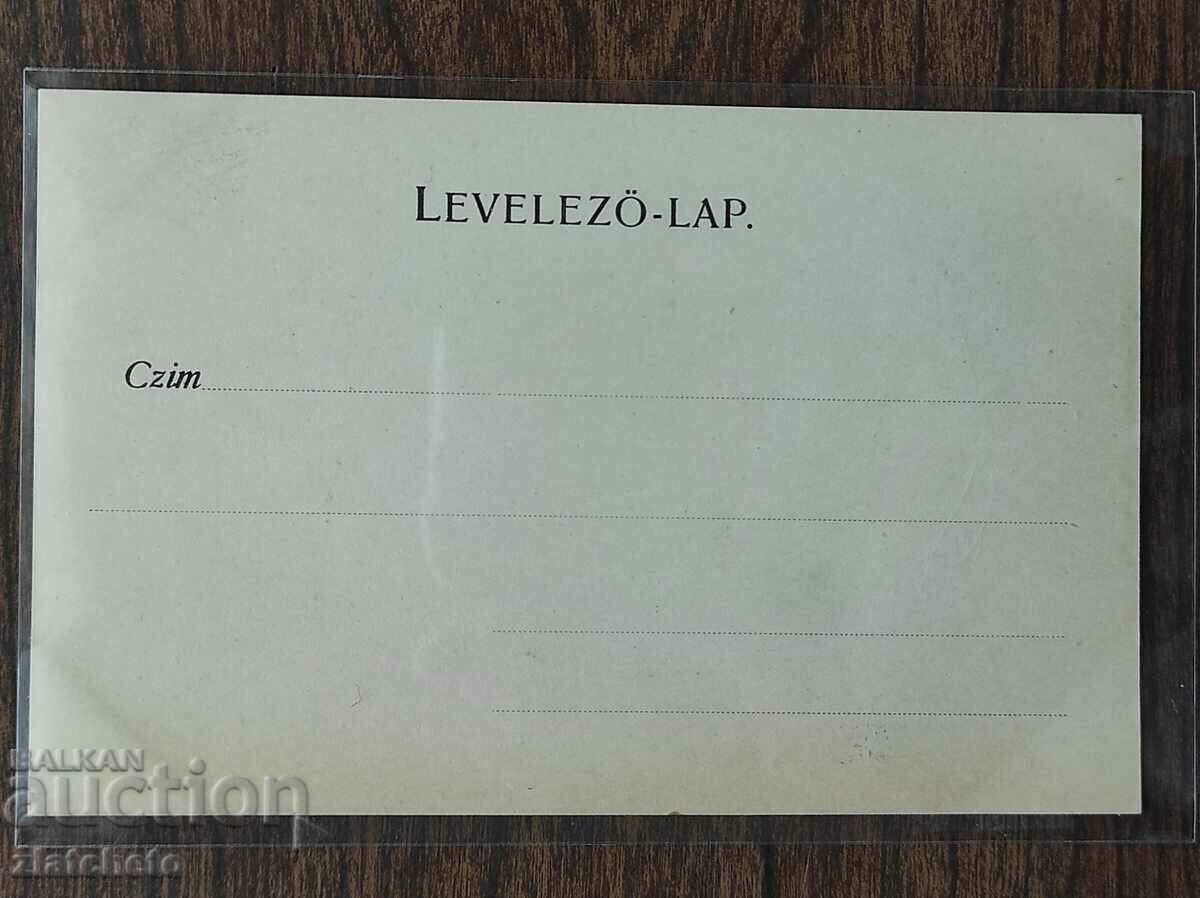 LEVELEZÖ-LAP.
Czim
BALKAN
auction
zlatcheto